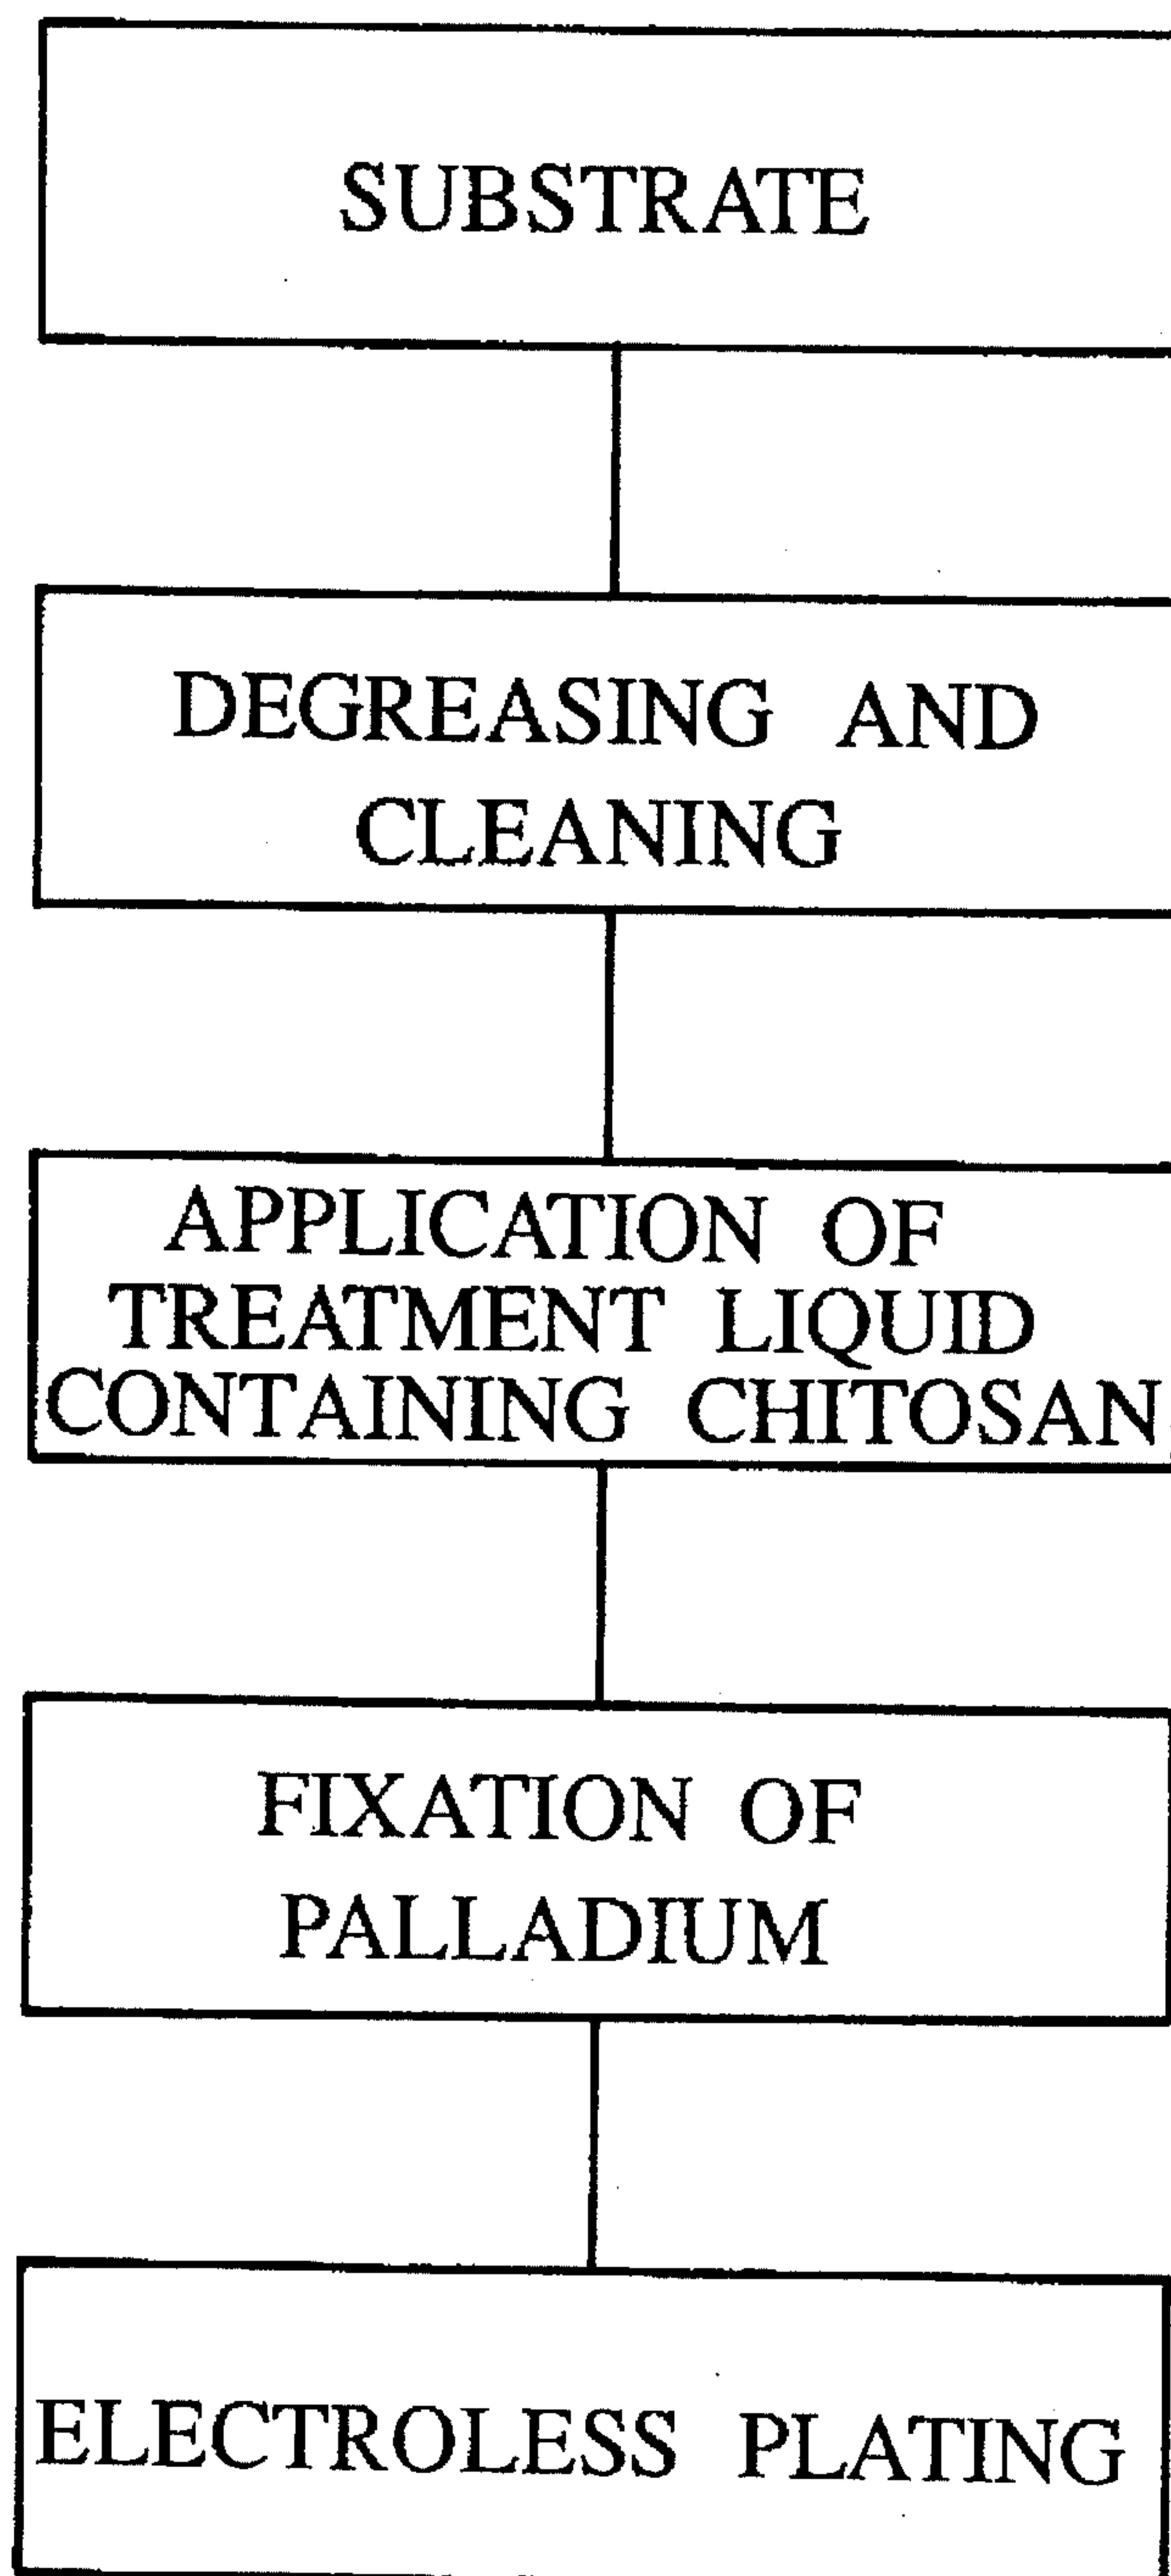 SUBSTRATE
DEGREASING AND
CLEANING
APPLICATION OF
TREATMENT LIQUID
CONTAINING CHITOSAN
FIXATION OF
PALLADIUM
ELECTROLESS PLATING